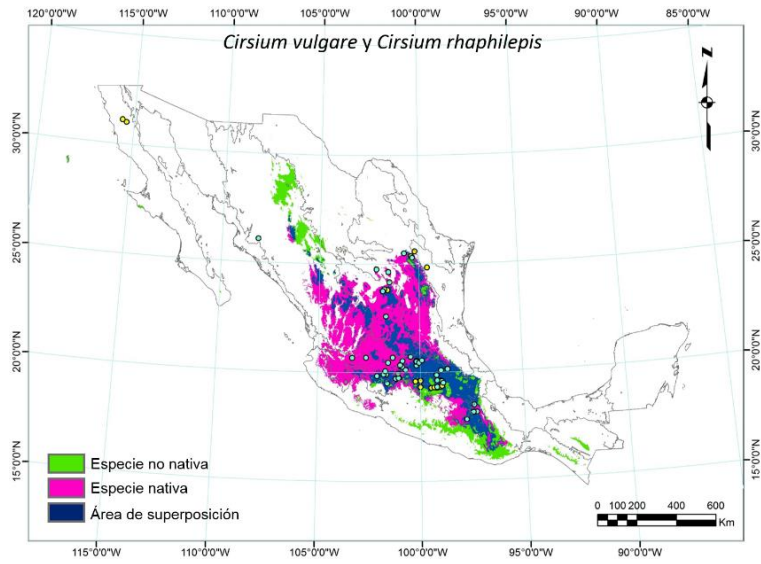 120°0'0"W 115°0'0"W 110°0'0"W 105°0'0"W 100°0'0"W 95°0'0"W 90°0'0"W 85°0'0"W
Cirsium vulgare y Cirsium rhaphilepis
N
30°0'0"N 30°0'0"N
25°0'0"N 25°0'0"N
20°0'0"N 20°0'0"N
15°0'0"N 15°0'0"N
Especie no nativa
Especie nativa
Área de superposición
0 100 200 400 600
Km
115°0'0"W 110°0'0"W 105°0'0"W 100°0'0"W 95°0'0"W 90°0'0"W